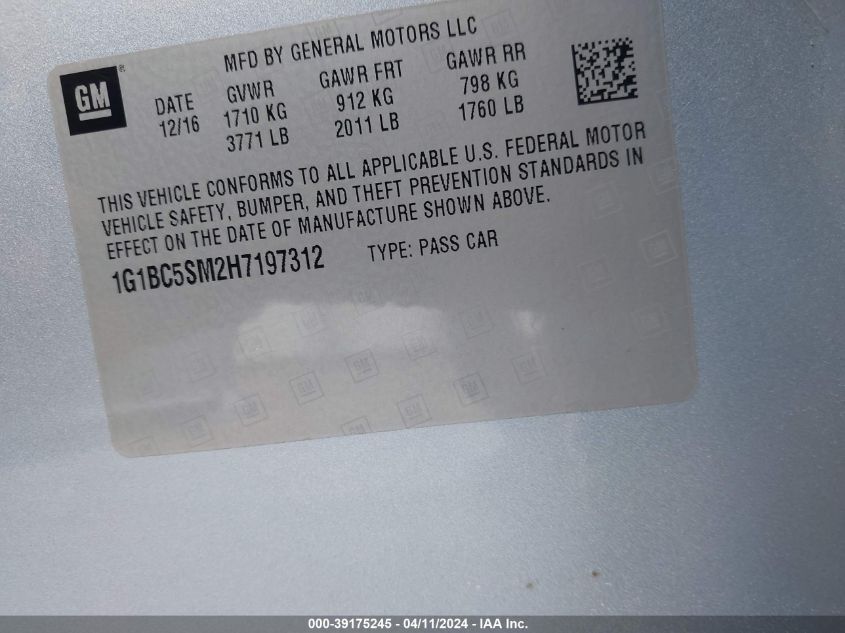 MFD BY GENERAL MOTORS LLC
GM
DATE GVWR GAWR FRT GAWR RR
12/16 1710 KG 912 KG 798 KG
3771 LB 2011 LB 1760 LB
THIS VEHICLE CONFORMS TO ALL APPLICABLE U.S. FEDERAL MOTOR
VEHICLE SAFETY, BUMPER, AND THEFT PREVENTION STANDARDS IN
EFFECT ON THE DATE OF MANUFACTURE SHOWN ABOVE.
1G1BC5SM2H7197312 TYPE: PASS CAR
000-39175245 - 04/11/2024 - IAA Inc.